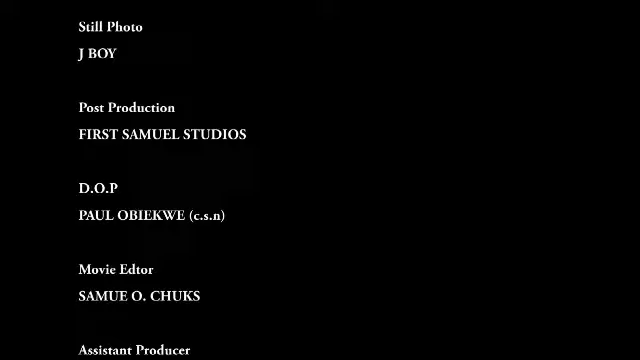 Still Photo
J BOY
Post Production
FIRST SAMUEL STUDIOS
D.O.P
PAUL OBIEKWE (c.s.n)
Movie Edtor
SAMUE O. CHUKS
Assistant Producer